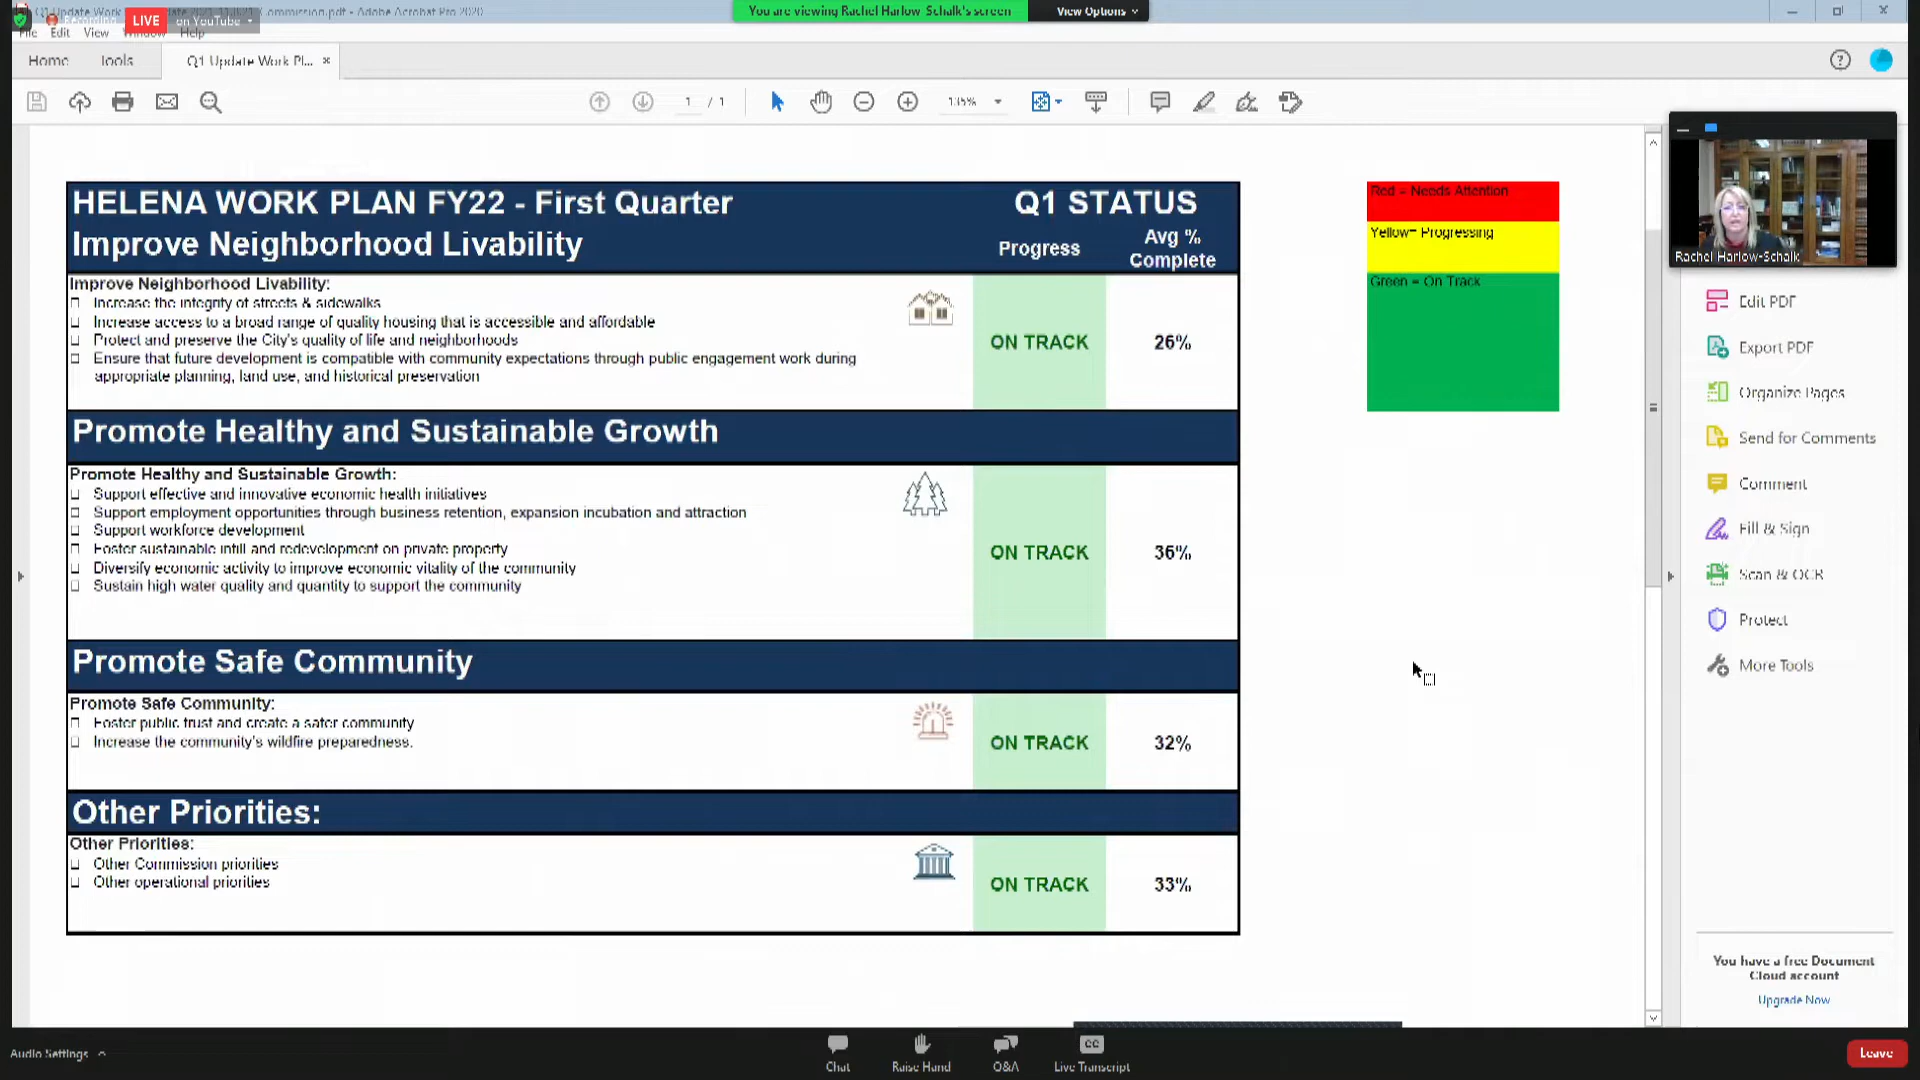 Commission.pdf - Adobe Acrobat Pro 2020
You are viewing Rachel Harlow-Schalk's screen
View Options
Recording
LIVE
on YouTube
File Edit View Window Help
Home Tools Q1 Update Work Pl... ×
1 / 1
135%
HELENA WORK PLAN FY22 - First Quarter
Improve Neighborhood Livability
Q1 STATUS
Progress
Avg %
Complete
Improve Neighborhood Livability:
Increase the integrity of streets & sidewalks
Increase access to a broad range of quality housing that is accessible and affordable
Protect and preserve the City's quality of life and neighborhoods
Ensure that future development is compatible with community expectations through public engagement work during
appropriate planning, land use, and historical preservation
ON TRACK
26%
Promote Healthy and Sustainable Growth
Promote Healthy and Sustainable Growth:
Support effective and innovative economic health initiatives
Support employment opportunities through business retention, expansion incubation and attraction
Support workforce development
Foster sustainable infill and redevelopment on private property
Diversify economic activity to improve economic vitality of the community
Sustain high water quality and quantity to support the community
ON TRACK
36%
Promote Safe Community
Promote Safe Community:
Foster public trust and create a safer community
Increase the community's wildfire preparedness.
ON TRACK
32%
Other Priorities:
Other Priorities:
Other Commission priorities
Other operational priorities
ON TRACK
33%
Red = Needs Attention
Yellow= Progressing
Green = On Track
Rachel Harlow-Schalk
Edit PDF
Export PDF
Organize Pages
Send for Comments
Comment
Fill & Sign
Scan & OCR
Protect
More Tools
You have a free Document
Cloud account
Upgrade Now
Audio Settings
Chat
Raise Hand
Q&A
CC
Live Transcript
Leave